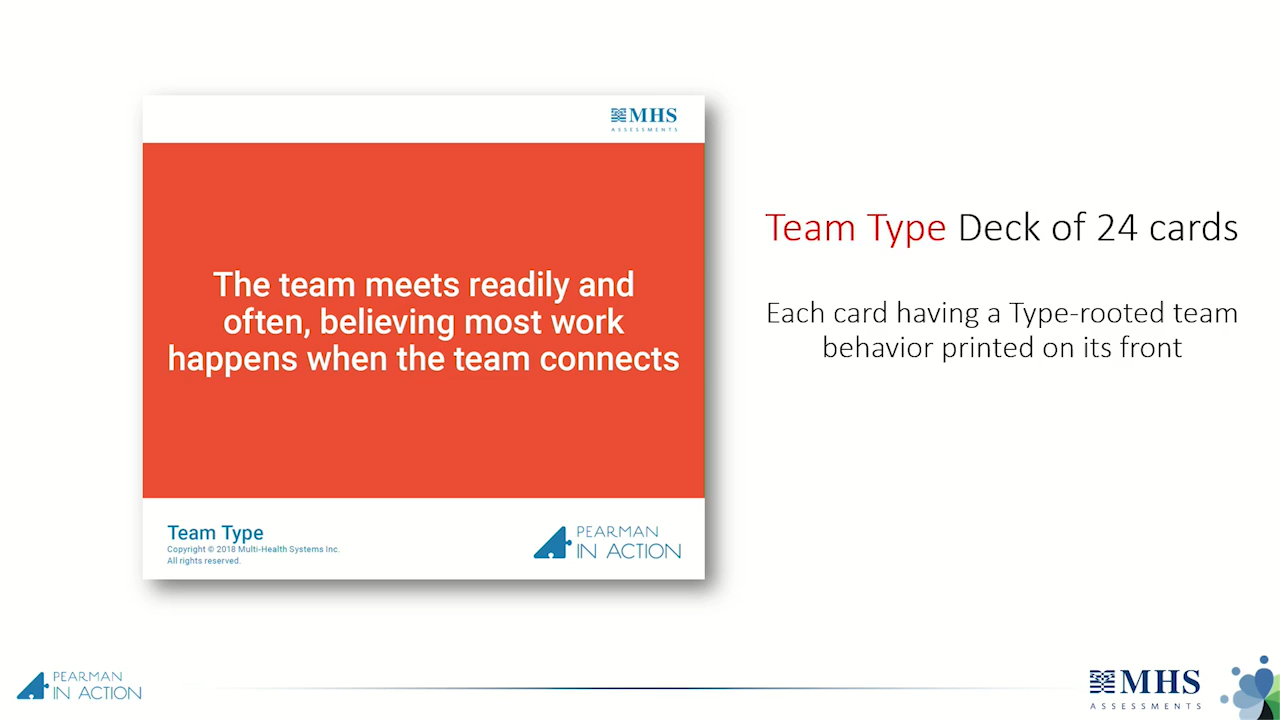 MHS
ASSESSMENTS
The team meets readily and
often, believing most work
happens when the team connects
Team Type
Copyright © 2018 Multi-Health Systems Inc.
All rights reserved.
PEARMAN
IN ACTION
Team Type Deck of 24 cards
Each card having a Type-rooted team
behavior printed on its front
PEARMAN
IN ACTION
MHS
ASSESSMENTS